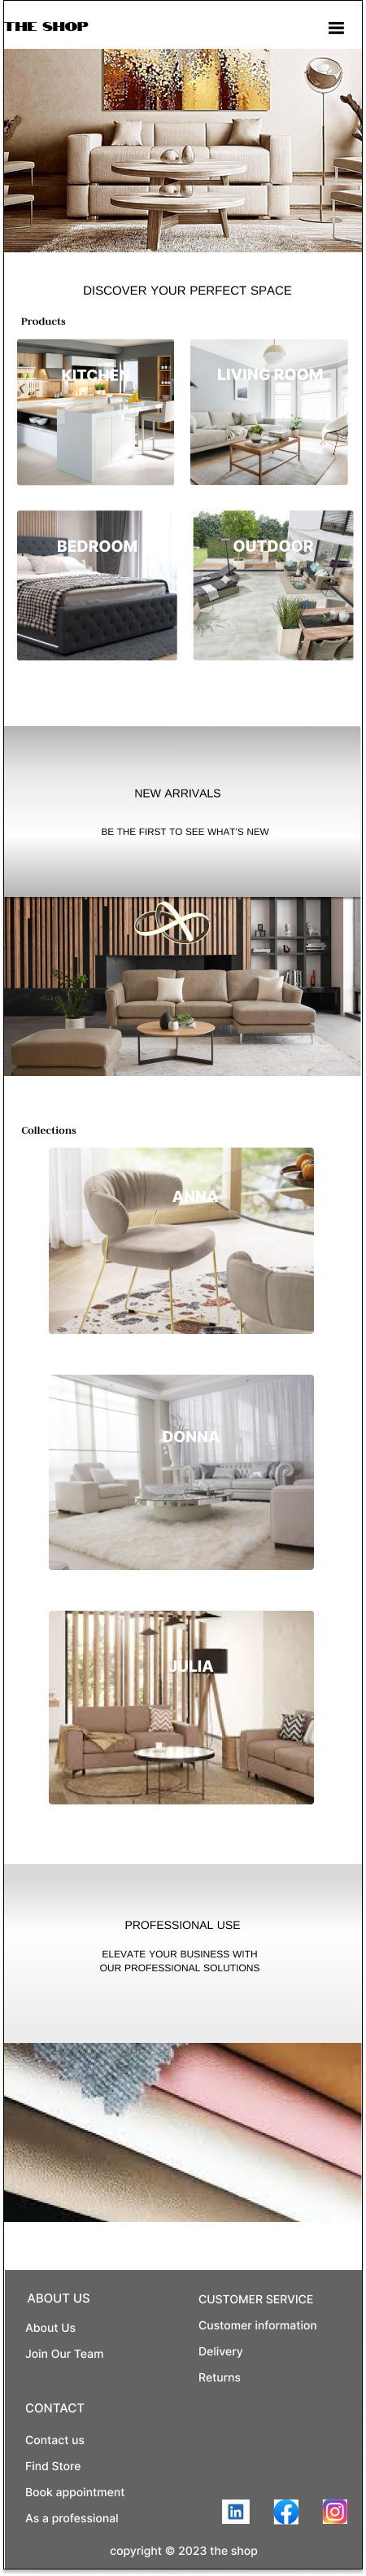 THE SHOP
DISCOVER YOUR PERFECT SPACE
Products
KITCHEN
LIVING ROOM
BEDROOM
OUTDOOR
NEW ARRIVALS
BE THE FIRST TO SEE WHAT'S NEW
Collections
ANNA
DONNA
JULIA
PROFESSIONAL USE
ELEVATE YOUR BUSINESS WITH
OUR PROFESSIONAL SOLUTIONS
ABOUT US
About Us
Join Our Team
CUSTOMER SERVICE
Customer information
Delivery
Returns
CONTACT
Contact us
Find Store
Book appointment
As a professional
copyright © 2023 the shop